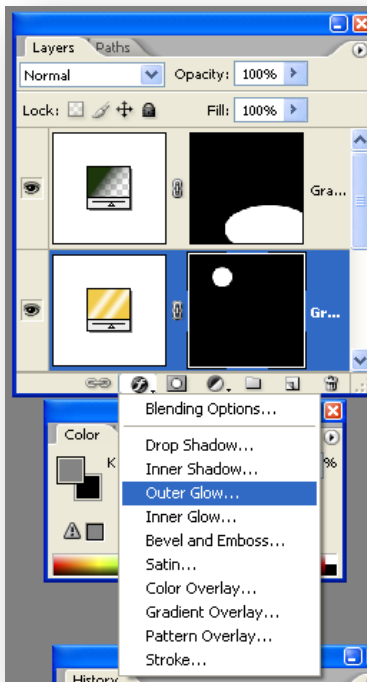 Layers Paths
Normal Opacity: 100%
Lock: Fill: 100%
Gra...
Gr...
Blending Options...
Color
Drop Shadow...
K %
Inner Shadow...
Outer Glow...
Inner Glow...
Bevel and Emboss...
Satin...
Color Overlay...
Gradient Overlay...
Pattern Overlay...
Stroke...
History